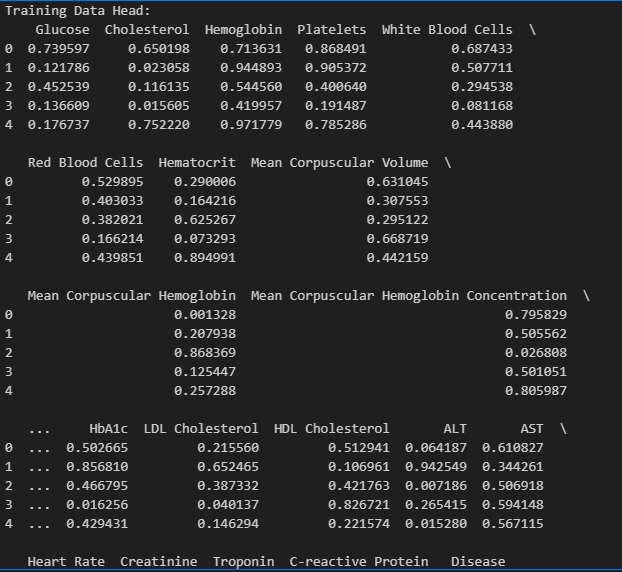 Training Data Head:
Glucose Cholesterol Hemoglobin Platelets White Blood Cells \
0 0.739597 0.650198 0.713631 0.868491 0.687433
1 0.121786 0.023058 0.944893 0.905372 0.507711
2 0.452539 0.116135 0.544560 0.400640 0.294538
3 0.136609 0.015605 0.419957 0.191487 0.081168
4 0.176737 0.752220 0.971779 0.785286 0.443880
Red Blood Cells Hematocrit Mean Corpuscular Volume \
0 0.529895 0.290006 0.631045
1 0.403033 0.164216 0.307553
2 0.382021 0.625267 0.295122
3 0.166214 0.073293 0.668719
4 0.439851 0.894991 0.442159
Mean Corpuscular Hemoglobin Mean Corpuscular Hemoglobin Concentration \
0 0.001328 0.795829
1 0.207938 0.505562
2 0.868369 0.026808
3 0.125447 0.501051
4 0.257288 0.805987
... HbA1c LDL Cholesterol HDL Cholesterol ALT AST \
0 ... 0.502665 0.215560 0.512941 0.064187 0.610827
1 ... 0.856810 0.652465 0.106961 0.942549 0.344261
2 ... 0.466795 0.387332 0.421763 0.007186 0.506918
3 ... 0.016256 0.040137 0.826721 0.265415 0.594148
4 ... 0.429431 0.146294 0.221574 0.015280 0.567115
Heart Rate Creatinine Troponin C-reactive Protein Disease